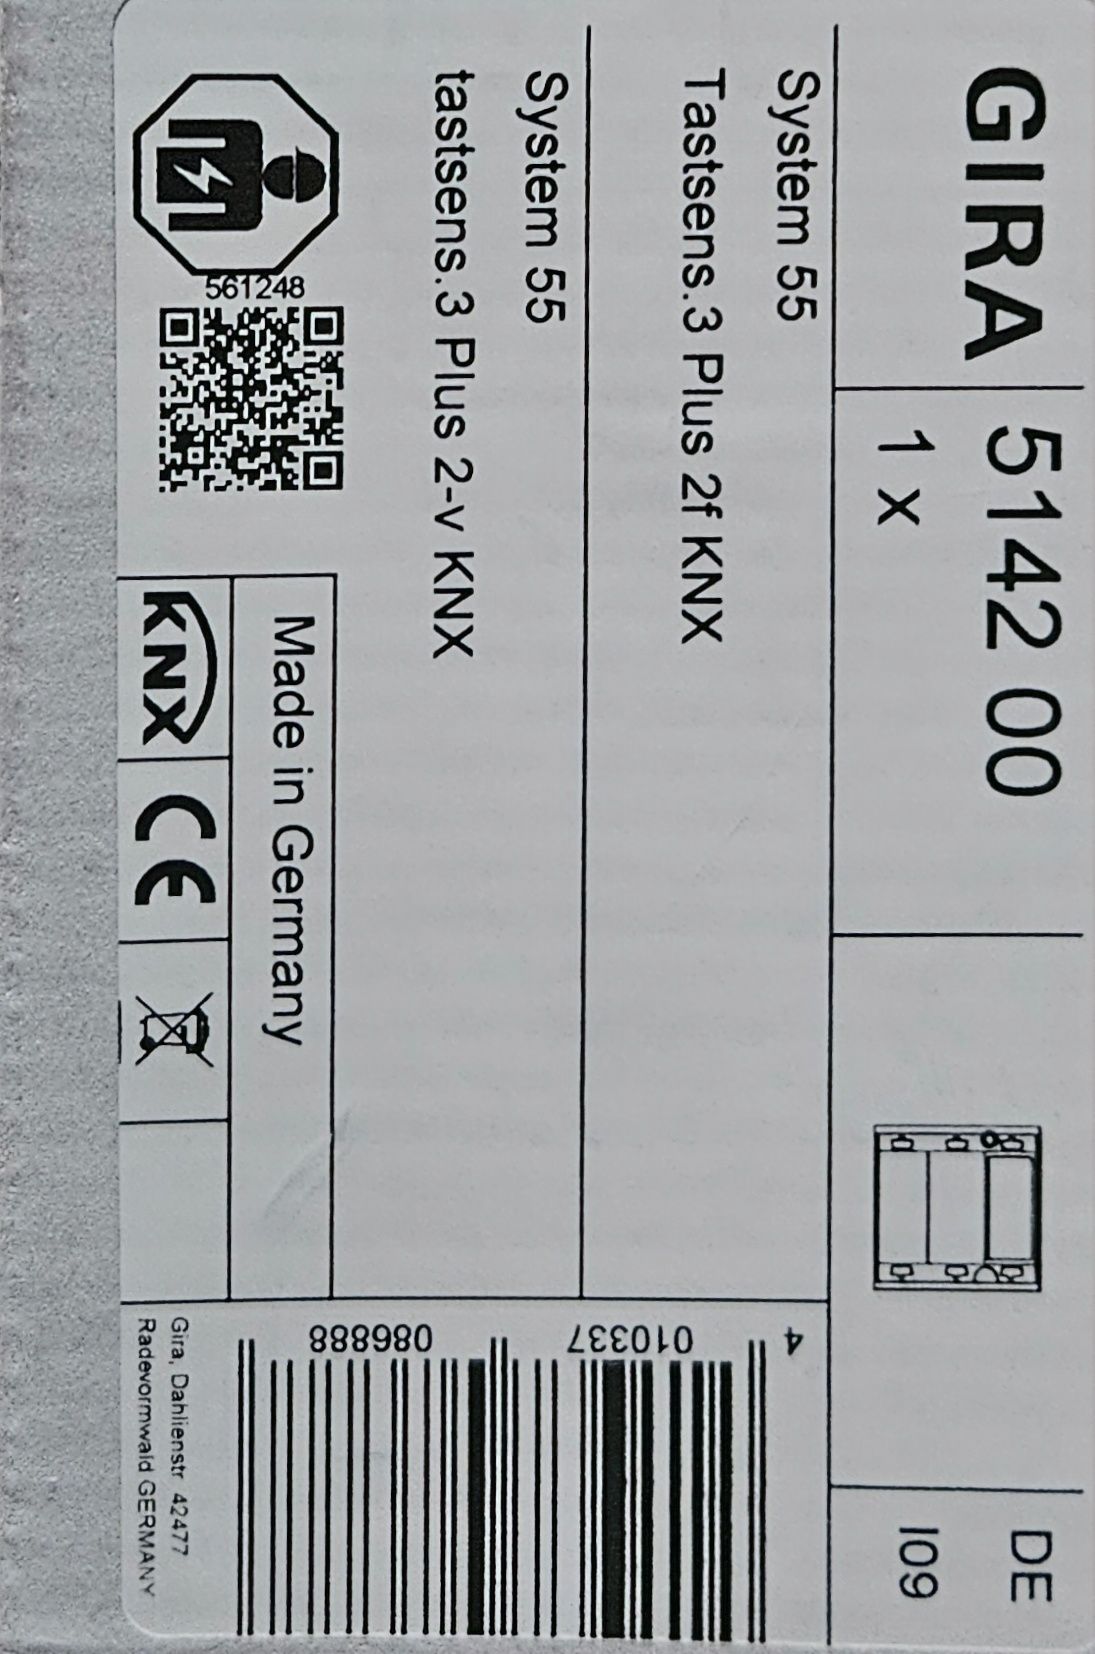 GIRA
5142 00
1 x
DE
I09
System 55
Tastsens.3 Plus 2f KNX
System 55
tastsens.3 Plus 2-v KNX
561248
Made in Germany
KNX
CE
4 010337 086888
Gira, Dahlienstr 42477
Radevormwald GERMANY